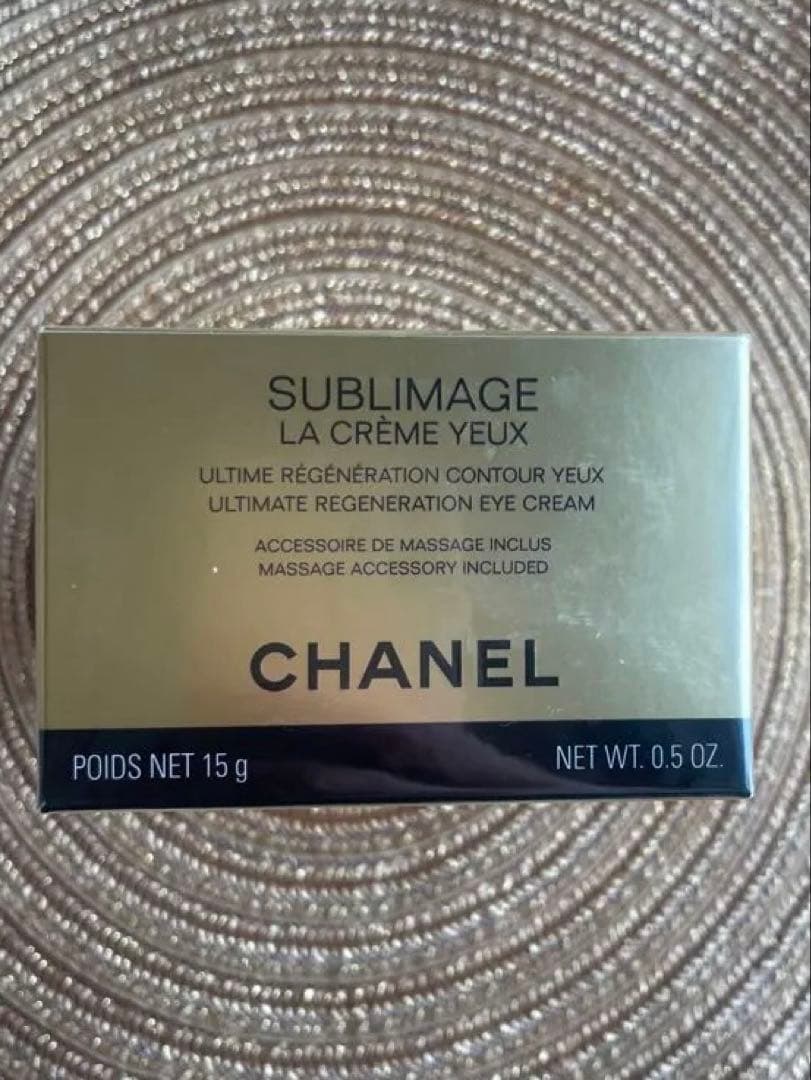 SUBLIMAGE
LA CRÈME YEUX
ULTIME RÉGÉNÉRATION CONTOUR YEUX
ULTIMATE REGENERATION EYE CREAM
ACCESSOIRE DE MASSAGE INCLUS
MASSAGE ACCESSORY INCLUDED
CHANEL
POIDS NET 15 g
NET WT. 0.5 OZ.